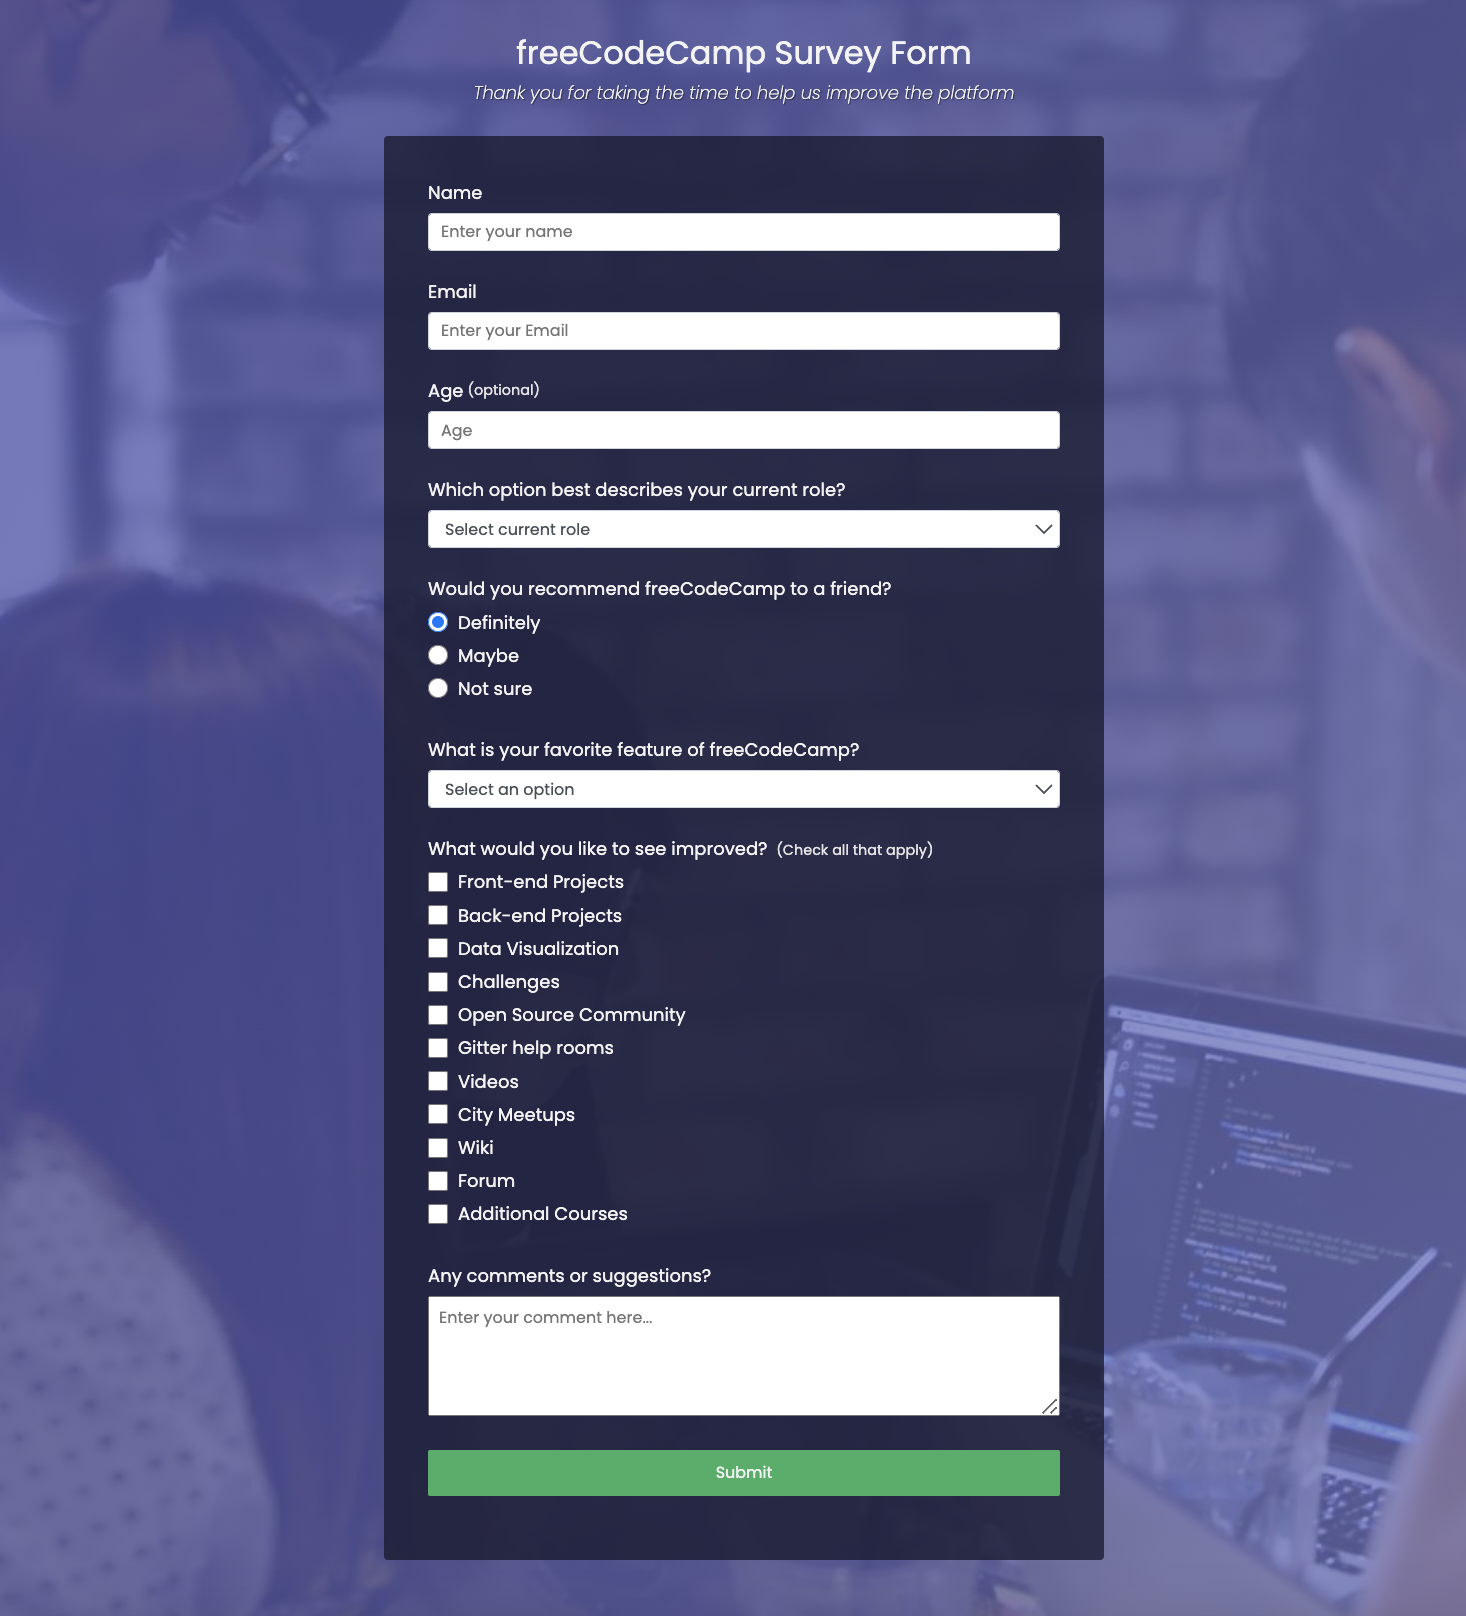 freeCodeCamp Survey Form
Thank you for taking the time to help us improve the platform
Name
Enter your name
Email
Enter your Email
Age (optional)
Age
Which option best describes your current role?
Select current role
Would you recommend freeCodeCamp to a friend?
Definitely
Maybe
Not sure
What is your favorite feature of freeCodeCamp?
Select an option
What would you like to see improved? (Check all that apply)
Front-end Projects
Back-end Projects
Data Visualization
Challenges
Open Source Community
Gitter help rooms
Videos
City Meetups
Wiki
Forum
Additional Courses
Any comments or suggestions?
Enter your comment here...
Submit